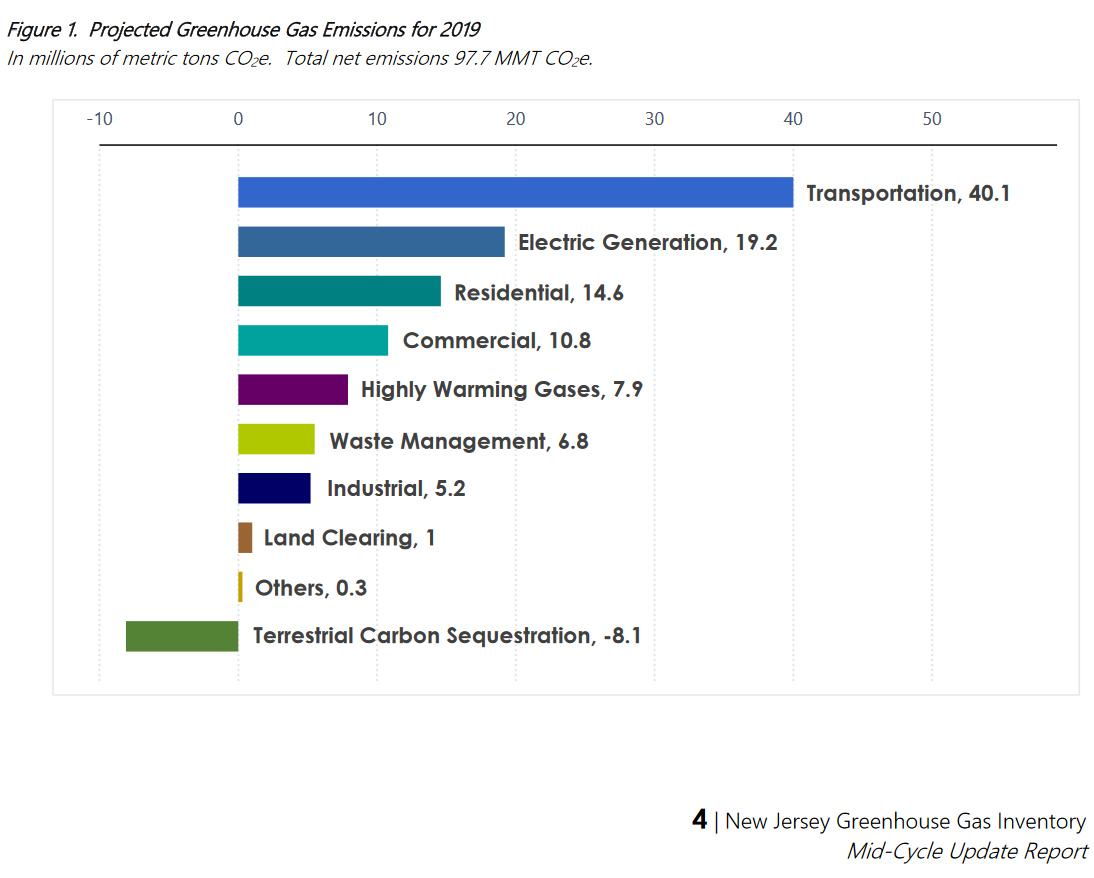 Figure 1.  Projected Greenhouse Gas Emissions for 2019
In millions of metric tons CO₂e.  Total net emissions 97.7 MMT CO₂e.
-10 0 10 20 30 40 50
Transportation, 40.1
Electric Generation, 19.2
Residential, 14.6
Commercial, 10.8
Highly Warming Gases, 7.9
Waste Management, 6.8
Industrial, 5.2
Land Clearing, 1
Others, 0.3
Terrestrial Carbon Sequestration, -8.1
4 | New Jersey Greenhouse Gas Inventory
Mid-Cycle Update Report